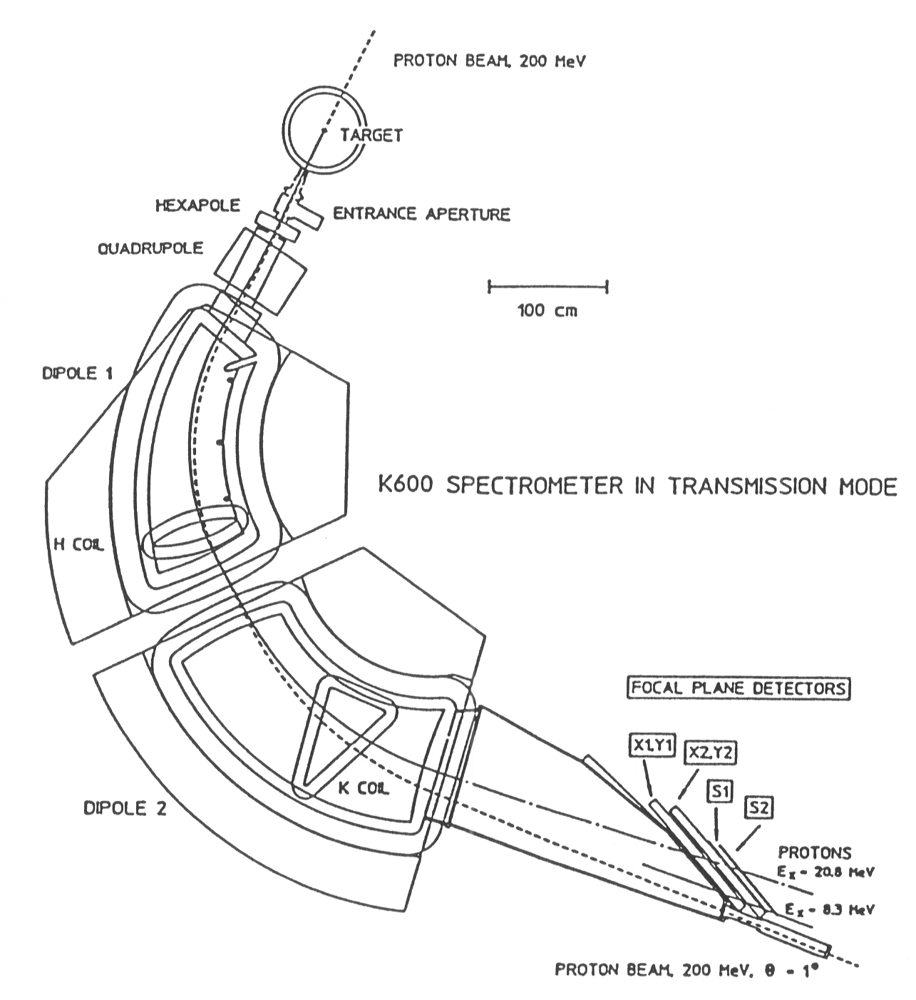 PROTON BEAM, 200 MeV
TARGET
HEXAPOLE
ENTRANCE APERTURE
QUADRUPOLE
100 cm
DIPOLE 1
K600 SPECTROMETER IN TRANSMISSION MODE
H COIL
FOCAL PLANE DETECTORS
X1,Y1
X2,Y2
S1
K COIL
S2
DIPOLE 2
PROTONS
Ex = 20.8 MeV
Ex = 8.3 MeV
PROTON BEAM, 200 MeV, θ = 1°